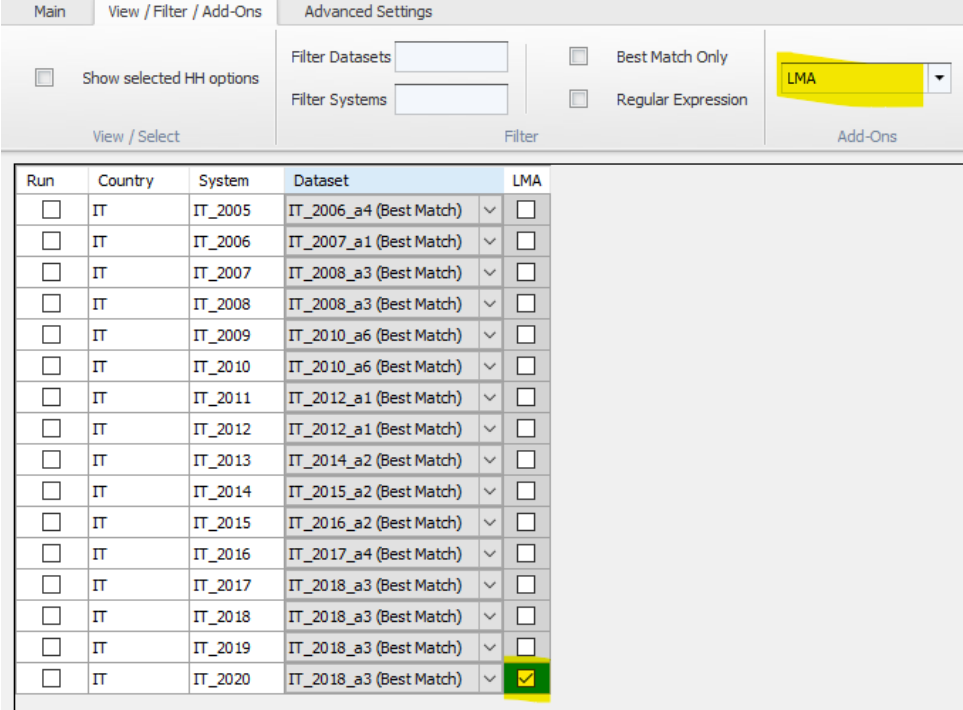 Main View / Filter / Add-Ons Advanced Settings
Filter Datasets Best Match Only
Show selected HH options LMA
Filter Systems Regular Expression
View / Select Filter Add-Ons
Run Country System Dataset LMA
IT IT_2005 IT_2006_a4 (Best Match)
IT IT_2006 IT_2007_a1 (Best Match)
IT IT_2007 IT_2008_a3 (Best Match)
IT IT_2008 IT_2008_a3 (Best Match)
IT IT_2009 IT_2010_a6 (Best Match)
IT IT_2010 IT_2010_a6 (Best Match)
IT IT_2011 IT_2012_a1 (Best Match)
IT IT_2012 IT_2012_a1 (Best Match)
IT IT_2013 IT_2014_a2 (Best Match)
IT IT_2014 IT_2015_a2 (Best Match)
IT IT_2015 IT_2016_a2 (Best Match)
IT IT_2016 IT_2017_a4 (Best Match)
IT IT_2017 IT_2018_a3 (Best Match)
IT IT_2018 IT_2018_a3 (Best Match)
IT IT_2019 IT_2018_a3 (Best Match)
IT IT_2020 IT_2018_a3 (Best Match)